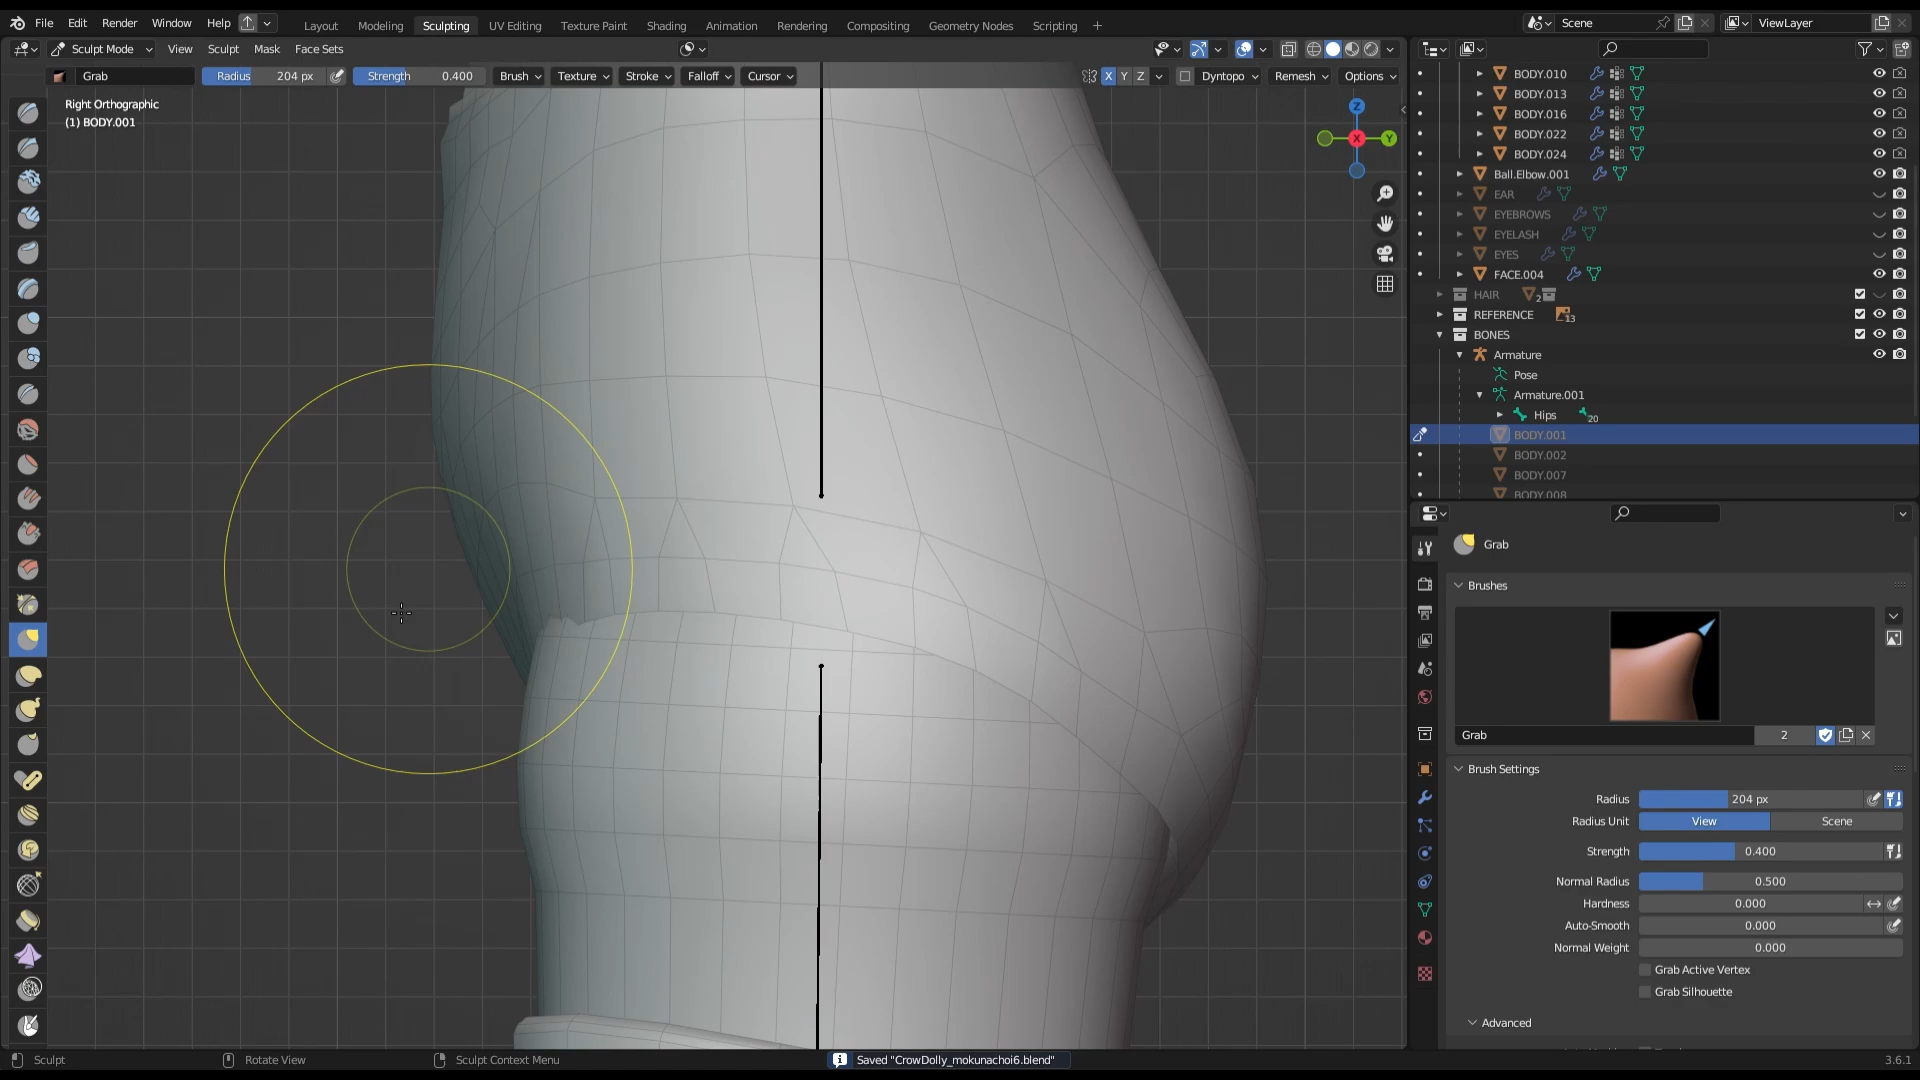 File Edit Render Window Help
Layout Modeling Sculpting UV Editing Texture Paint Shading Animation Rendering Compositing Geometry Nodes Scripting +
Scene
ViewLayer
Sculpt Mode View Sculpt Mask Face Sets
Grab Radius 204 px Strength 0.400 Brush Texture Stroke Falloff Cursor
X Y Z Dyntopo Remesh Options
Right Orthographic
(1) BODY.001
Z
X
Y
BODY.010
BODY.013
BODY.016
BODY.022
BODY.024
Ball.Elbow.001
EAR
EYEBROWS
EYELASH
EYES
FACE.004
HAIR 2
REFERENCE 13
BONES
Armature
Pose
Armature.001
Hips 20
BODY.001
BODY.002
BODY.007
BODY.008
Grab
Brushes
Grab 2
Brush Settings
Radius 204 px
Radius Unit View Scene
Strength 0.400
Normal Radius 0.500
Hardness 0.000
Auto-Smooth 0.000
Normal Weight 0.000
Grab Active Vertex
Grab Silhouette
Advanced
Sculpt Rotate View Sculpt Context Menu Saved "CrowDolly_mokunachoi6.blend" 3.6.1